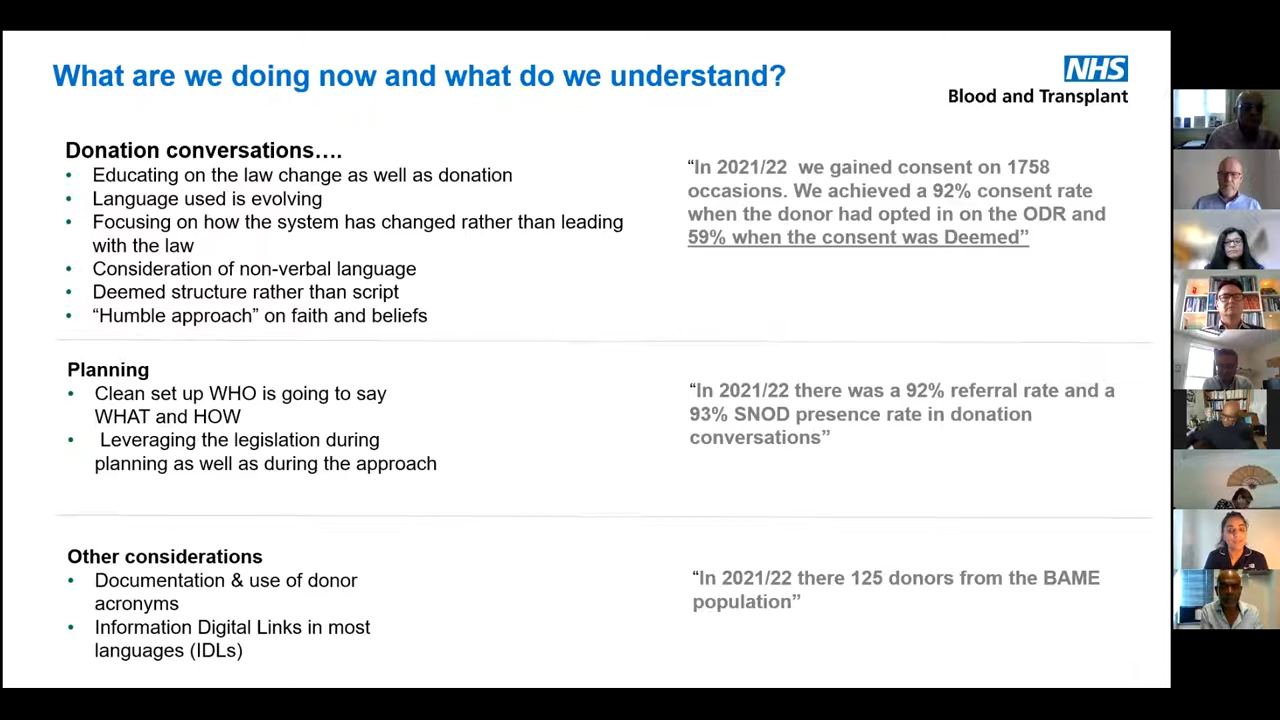 What are we doing now and what do we understand?
NHS
Blood and Transplant
Donation conversations….
• Educating on the law change as well as donation
• Language used is evolving
• Focusing on how the system has changed rather than leading
with the law
• Consideration of non-verbal language
• Deemed structure rather than script
• “Humble approach” on faith and beliefs
“In 2021/22 we gained consent on 1758
occasions. We achieved a 92% consent rate
when the donor had opted in on the ODR and
59% when the consent was Deemed”
Planning
• Clean set up WHO is going to say
WHAT and HOW
• Leveraging the legislation during
planning as well as during the approach
“In 2021/22 there was a 92% referral rate and a
93% SNOD presence rate in donation
conversations”
Other considerations
• Documentation & use of donor
acronyms
• Information Digital Links in most
languages (IDLs)
“In 2021/22 there 125 donors from the BAME
population”